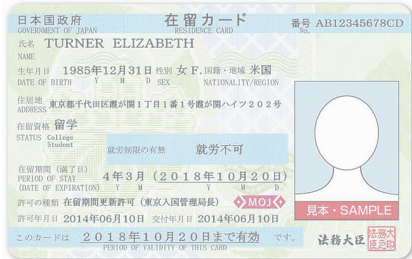 日本国政府 在留カード 番号 AB12345678CD
GOVERNMENT OF JAPAN RESIDENCE CARD No.
氏名 TURNER ELIZABETH
NAME
生年月日 1985年12月31日 性別 女 F. 国籍・地域 米国
DATE OF BIRTH Y M D SEX NATIONALITY/REGION
住居地 東京都千代田区霞が関1丁目1番1号霞が関ハイツ202号
ADDRESS
在留資格 留学
STATUS College
Student
就労制限の有無 就労不可
在留期間(満了日) 4年3月(2018年10月20日)
PERIOD OF STAY Y M Y M D
(DATE OF EXPIRATION)
許可の種類 在留期間更新許可(東京入国管理局長)
MOJ
許可年月日 2014年06月10日 交付年月日 2014年06月10日
このカードは 2018年10月20日まで有効 です。
PERIOD OF VALIDITY OF THIS CARD
見本・SAMPLE
法務大臣